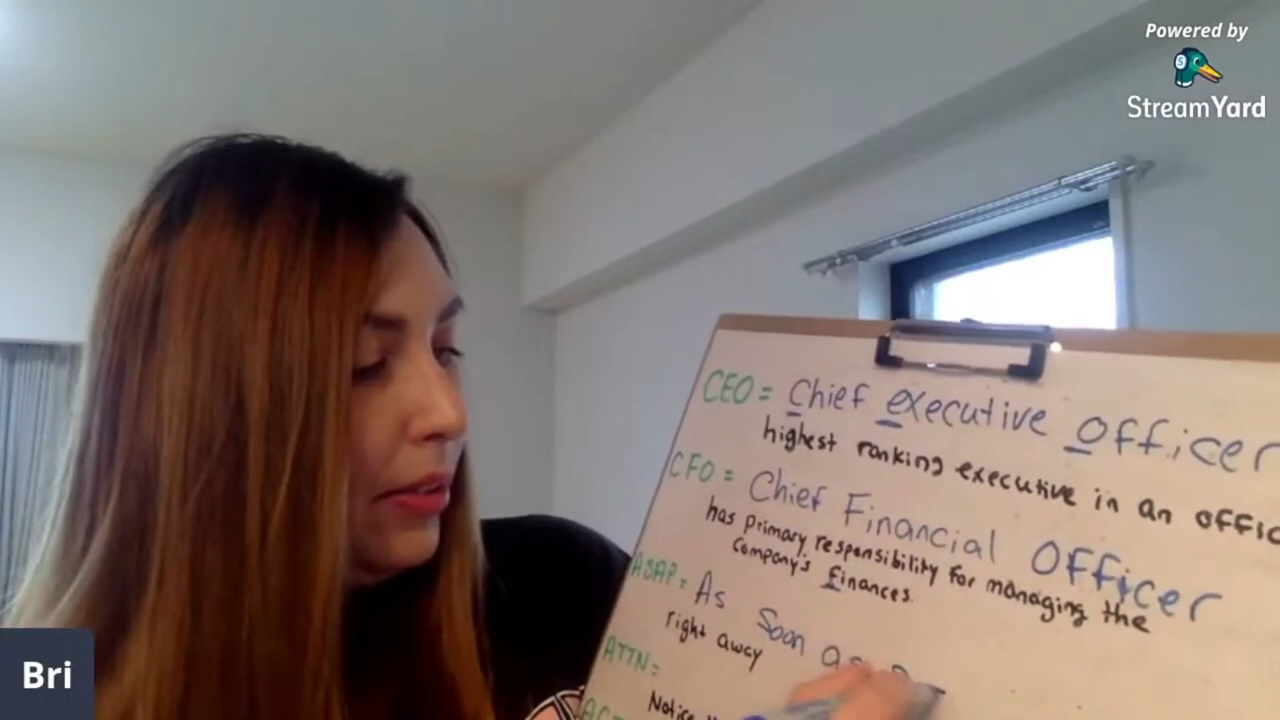 Powered by
StreamYard
CEO = Chief executive officer
highest ranking executive in an
CFO = Chief Financial Officer
has primary responsibility for managing the
company's finances.
ASAP = As Soon as
right away
ATTN =
Notice
Bri